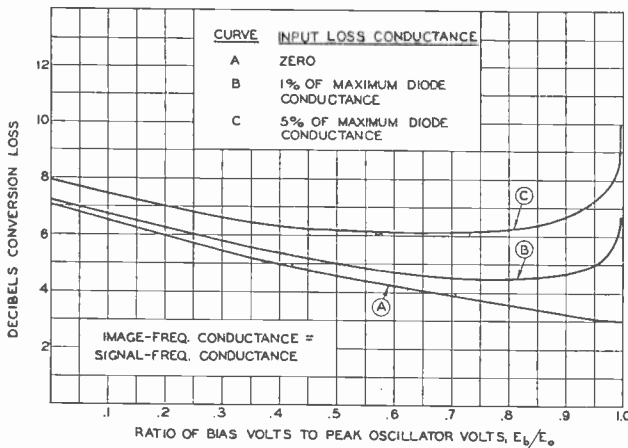 CURVE INPUT LOSS CONDUCTANCE
A ZERO
B 1% OF MAXIMUM DIODE
CONDUCTANCE
C 5% OF MAXIMUM DIODE
CONDUCTANCE
DECIBELS CONVERSION LOSS
12
10
8
6
4
2
C
B
A
IMAGE-FREQ. CONDUCTANCE =
SIGNAL-FREQ. CONDUCTANCE
.1 .2 .3 .4 .5 .6 .7 .8 .9 1.0
RATIO OF BIAS VOLTS TO PEAK OSCILLATOR VOLTS, Eb/Eo